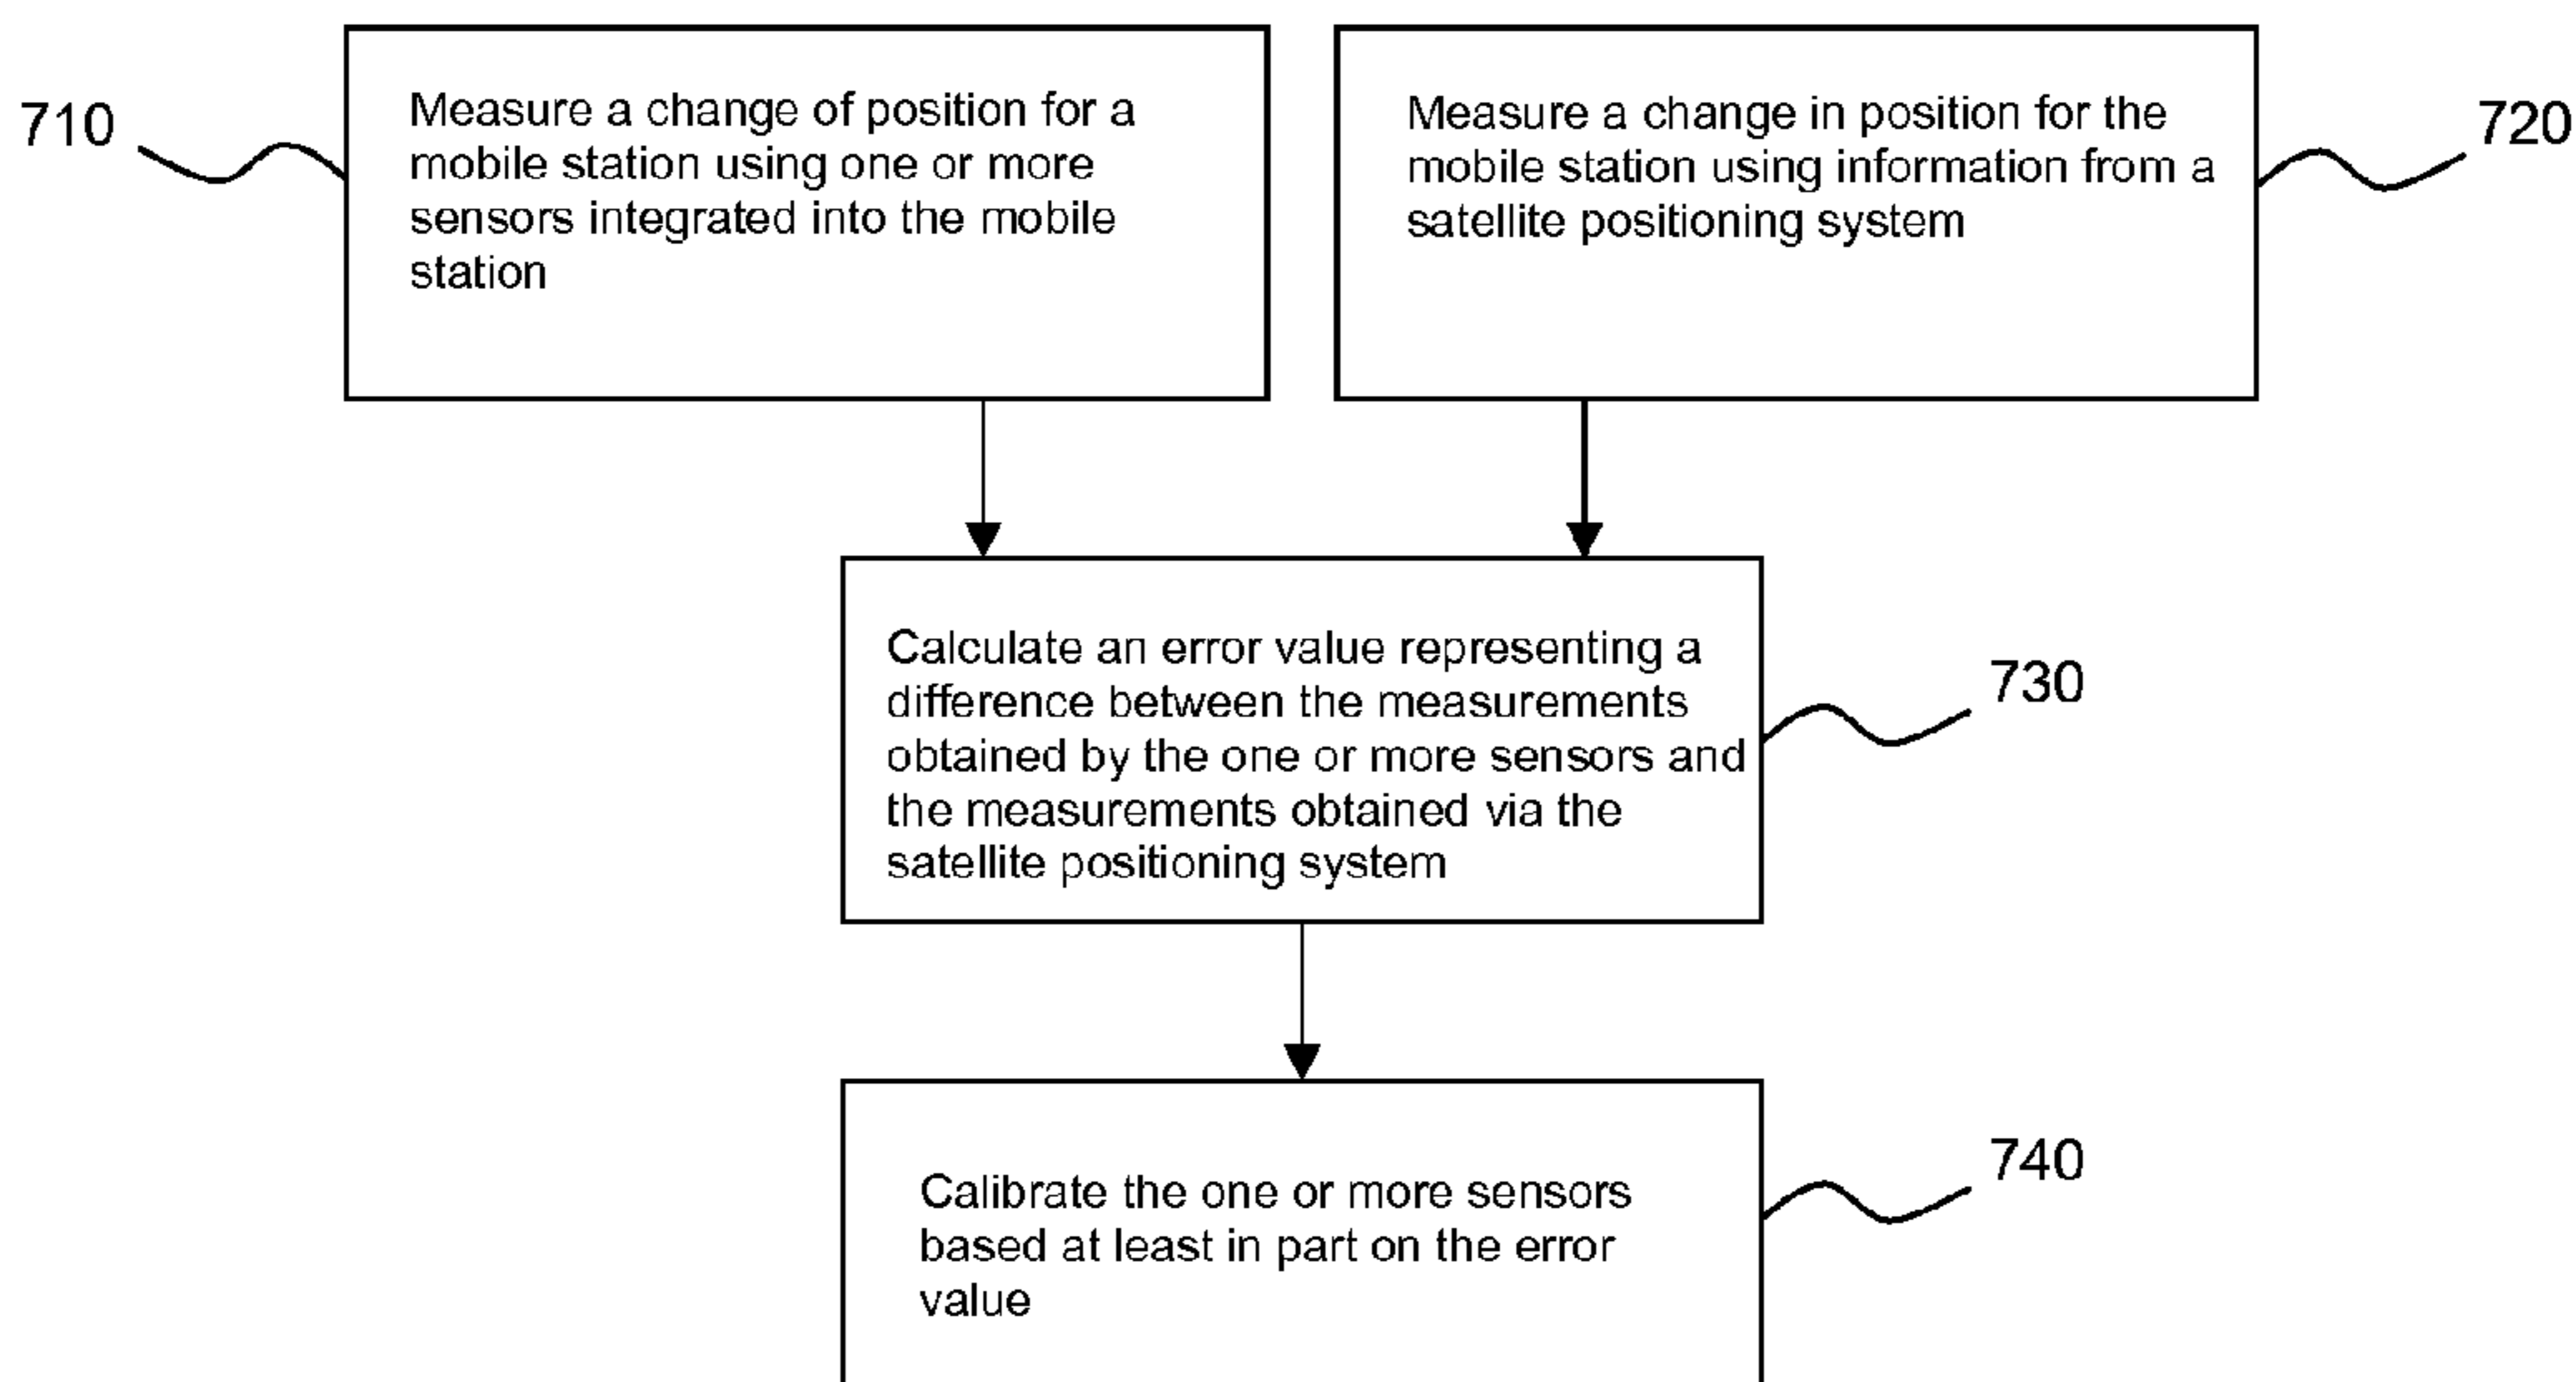 710
Measure a change of position for a
mobile station using one or more
sensors integrated into the mobile
station
Measure a change in position for the
mobile station using information from a
satellite positioning system
720
Calculate an error value representing a
difference between the measurements
obtained by the one or more sensors and
the measurements obtained via the
satellite positioning system
730
Calibrate the one or more sensors
based at least in part on the error
value
740